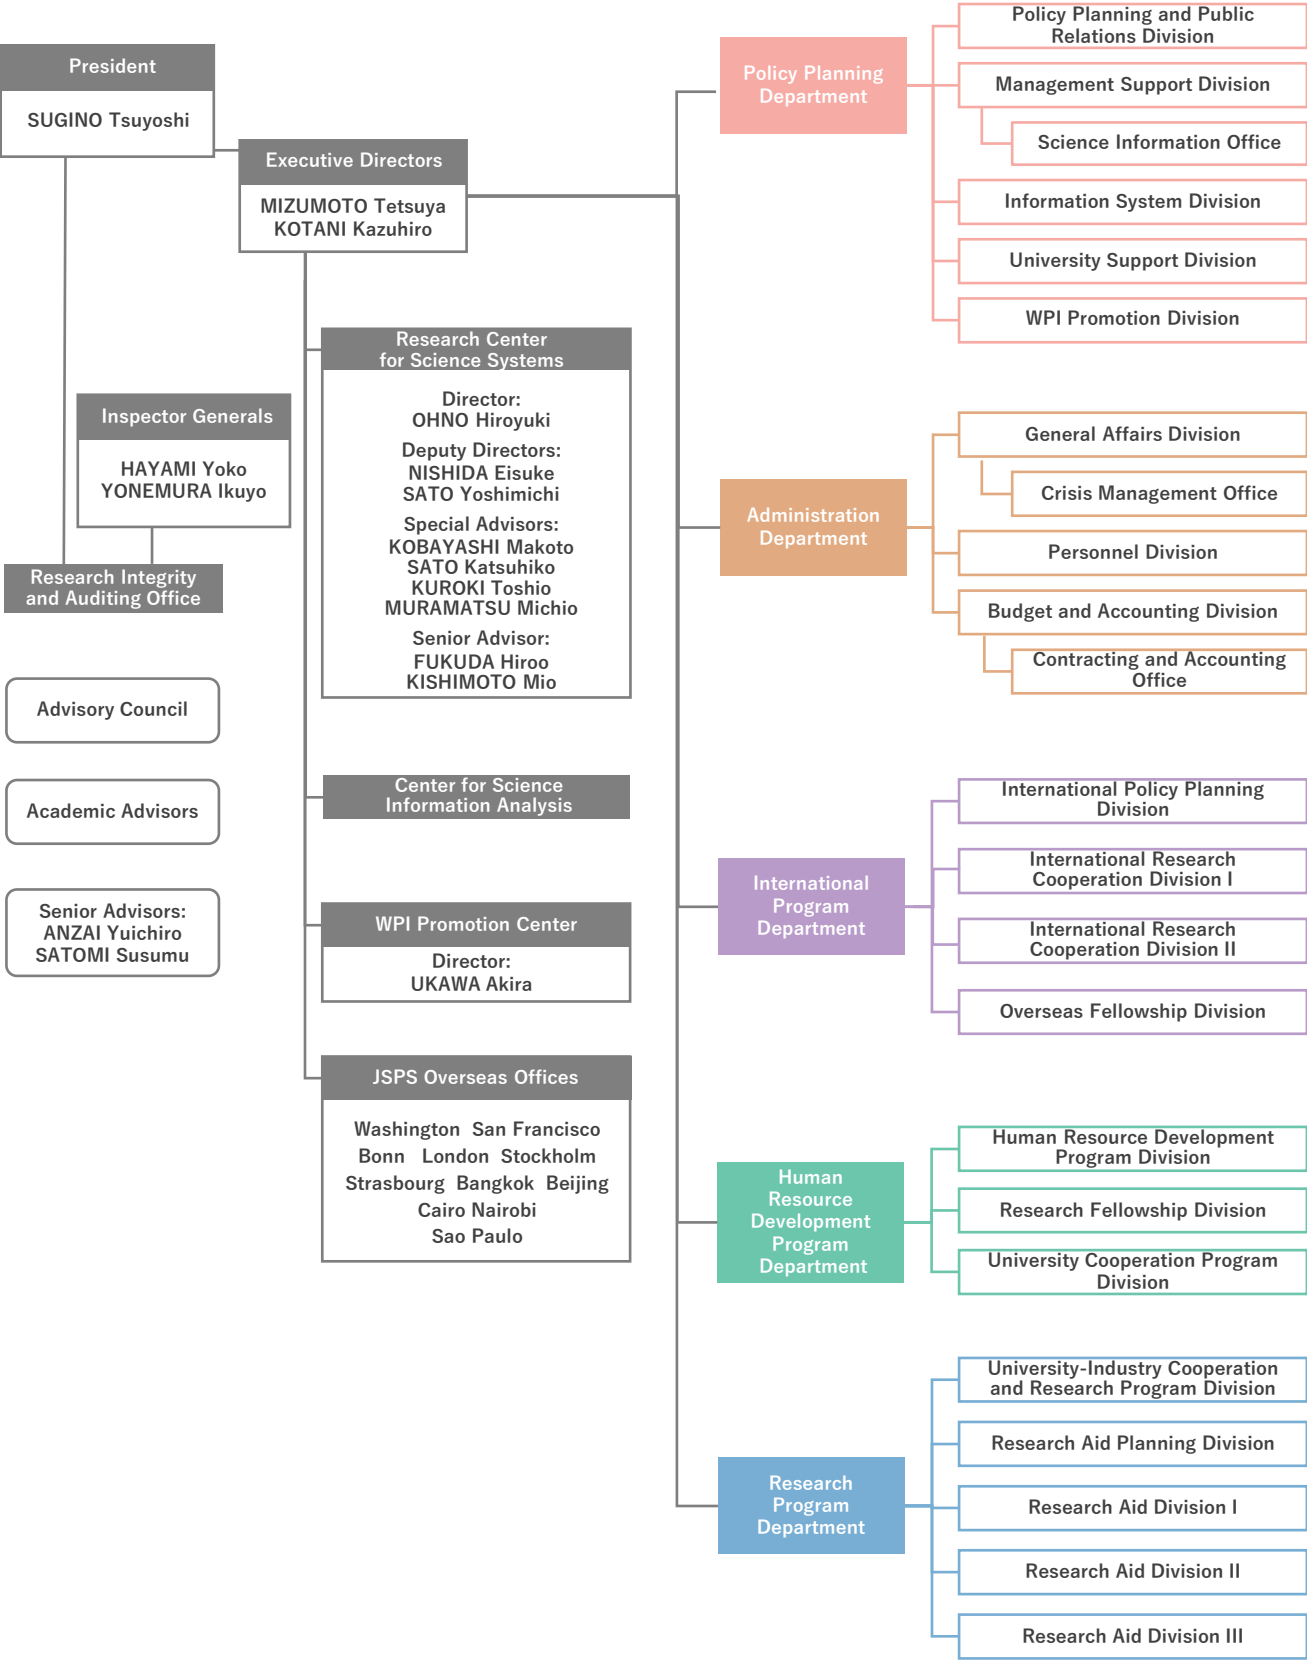 President
SUGINO Tsuyoshi
Executive Directors
MIZUMOTO Tetsuya
KOTANI Kazuhiro
Inspector Generals
HAYAMI Yoko
YONEMURA Ikuyo
Research Integrity
and Auditing Office
Advisory Council
Academic Advisors
Senior Advisors:
ANZAI Yuichiro
SATOMI Susumu
Research Center
for Science Systems
Director:
OHNO Hiroyuki
Deputy Directors:
NISHIDA Eisuke
SATO Yoshimichi
Special Advisors:
KOBAYASHI Makoto
SATO Katsuhiko
KUROKI Toshio
MURAMATSU Michio
Senior Advisor:
FUKUDA Hiroo
KISHIMOTO Mio
Center for Science
Information Analysis
WPI Promotion Center
Director:
UKAWA Akira
JSPS Overseas Offices
Washington San Francisco
Bonn London Stockholm
Strasbourg Bangkok Beijing
Cairo Nairobi
Sao Paulo
Policy Planning
Department
Policy Planning and Public
Relations Division
Management Support Division
Science Information Office
Information System Division
University Support Division
WPI Promotion Division
Administration
Department
General Affairs Division
Crisis Management Office
Personnel Division
Budget and Accounting Division
Contracting and Accounting
Office
International
Program
Department
International Policy Planning
Division
International Research
Cooperation Division I
International Research
Cooperation Division II
Overseas Fellowship Division
Human
Resource
Development
Program
Department
Human Resource Development
Program Division
Research Fellowship Division
University Cooperation Program
Division
Research
Program
Department
University-Industry Cooperation
and Research Program Division
Research Aid Planning Division
Research Aid Division I
Research Aid Division II
Research Aid Division III